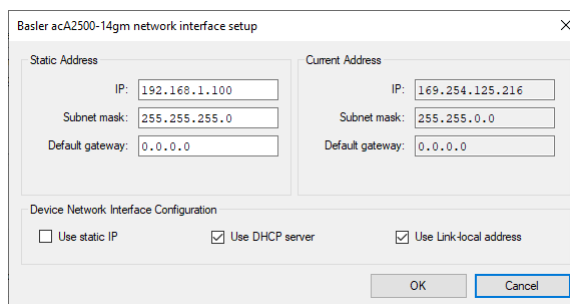 Basler acA2500-14gm network interface setup
Static Address
IP: 192.168.1.100
Subnet mask: 255.255.255.0
Default gateway: 0.0.0.0
Current Address
IP: 169.254.125.216
Subnet mask: 255.255.0.0
Default gateway: 0.0.0.0
Device Network Interface Configuration
Use static IP Use DHCP server Use Link-local address
OK Cancel